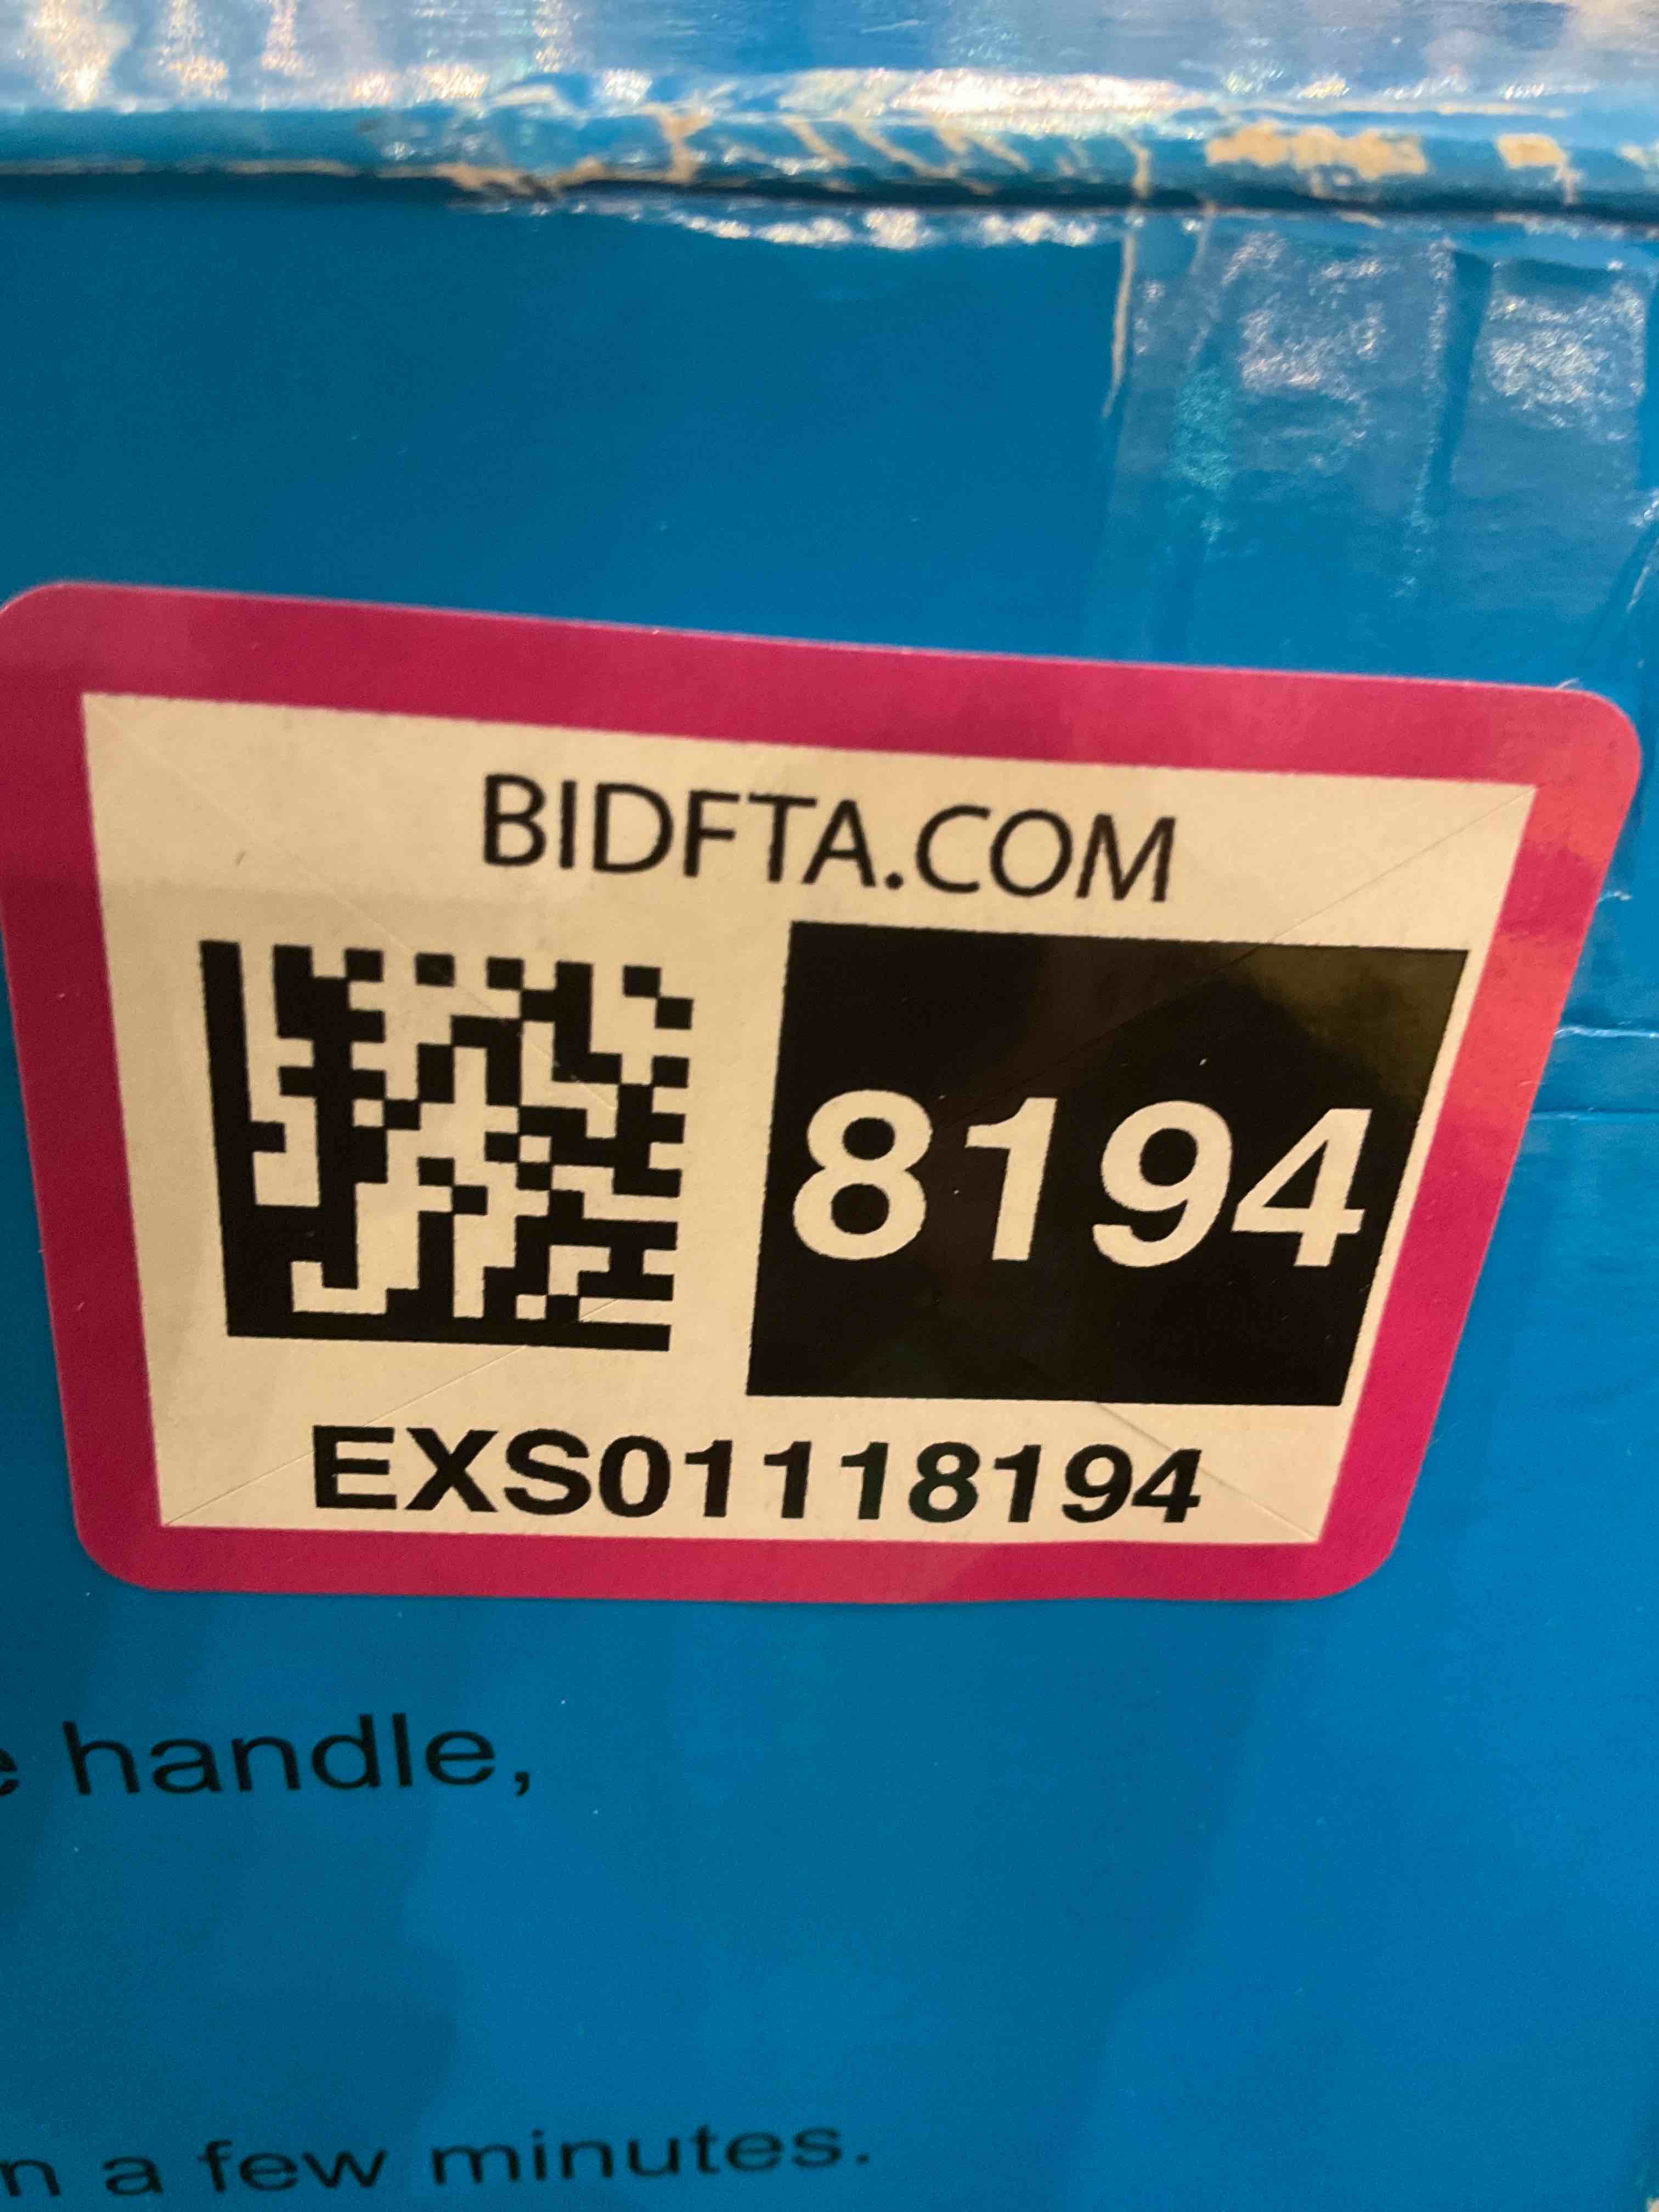 BIDFTA.COM
8194
EXS01118194
handle,
a few minutes.